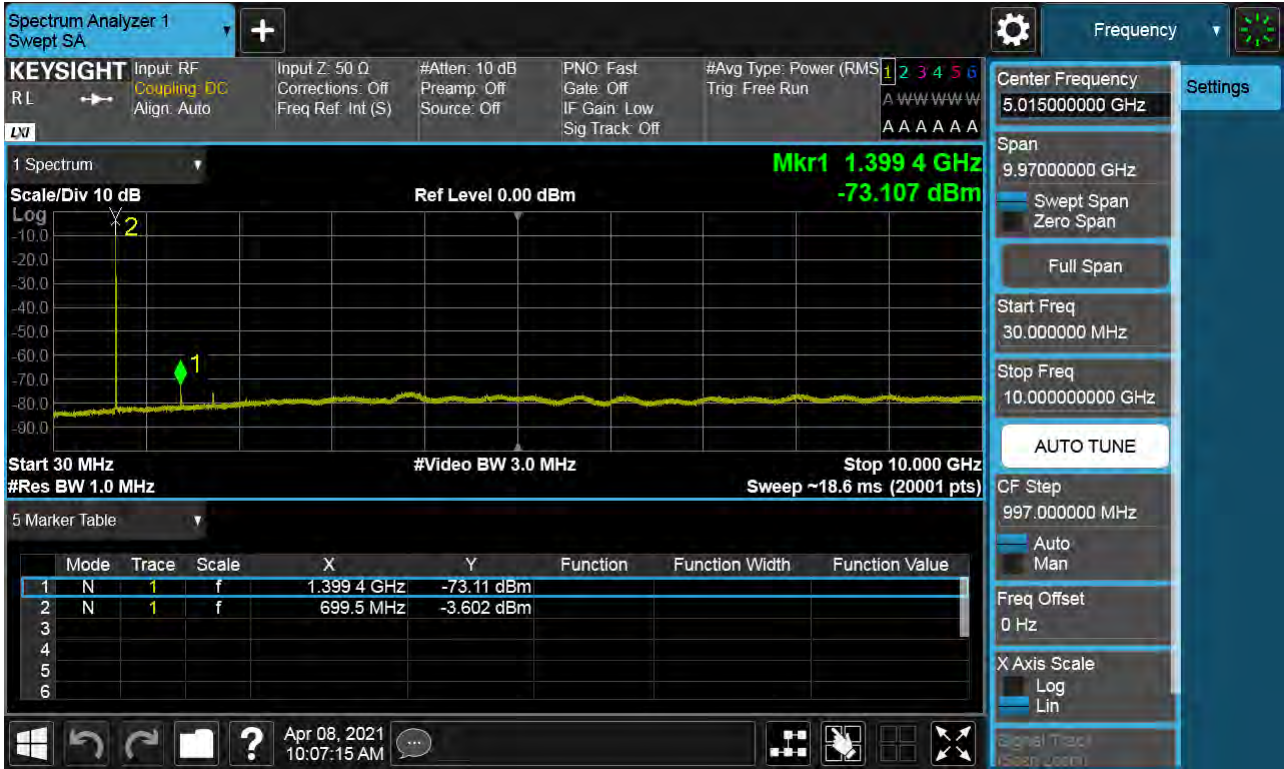 Spectrum Analyzer 1
Swept SA
+
Frequency
KEYSIGHT
R L
LXI
Input: RF
Coupling: DC
Align: Auto
Input Z: 50 Ω
Corrections: Off
Freq Ref: Int (S)
#Atten: 10 dB
Preamp: Off
Source: Off
PNO: Fast
Gate: Off
IF Gain: Low
Sig Track: Off
#Avg Type: Power (RMS
Trig: Free Run
1 2 3 4 5 6
A W W W W W
A A A A A A
1 Spectrum
Mkr1 1.399 4 GHz
-73.107 dBm
Scale/Div 10 dB
Ref Level 0.00 dBm
Log
2
-10.0
-20.0
-30.0
-40.0
-50.0
-60.0
1
-70.0
-80.0
-90.0
Start 30 MHz
#Video BW 3.0 MHz
Stop 10.000 GHz
#Res BW 1.0 MHz
Sweep ~18.6 ms (20001 pts)
5 Marker Table
Mode Trace Scale X Y Function Function Width Function Value
1 N 1 f 1.399 4 GHz -73.11 dBm
2 N 1 f 699.5 MHz -3.602 dBm
3
4
5
6
?
Apr 08, 2021
10:07:15 AM
Center Frequency
5.015000000 GHz
Settings
Span
9.97000000 GHz
Swept Span
Zero Span
Full Span
Start Freq
30.000000 MHz
Stop Freq
10.000000000 GHz
AUTO TUNE
CF Step
997.000000 MHz
Auto
Man
Freq Offset
0 Hz
X Axis Scale
Log
Lin
Signal Track
(Span Zoom)